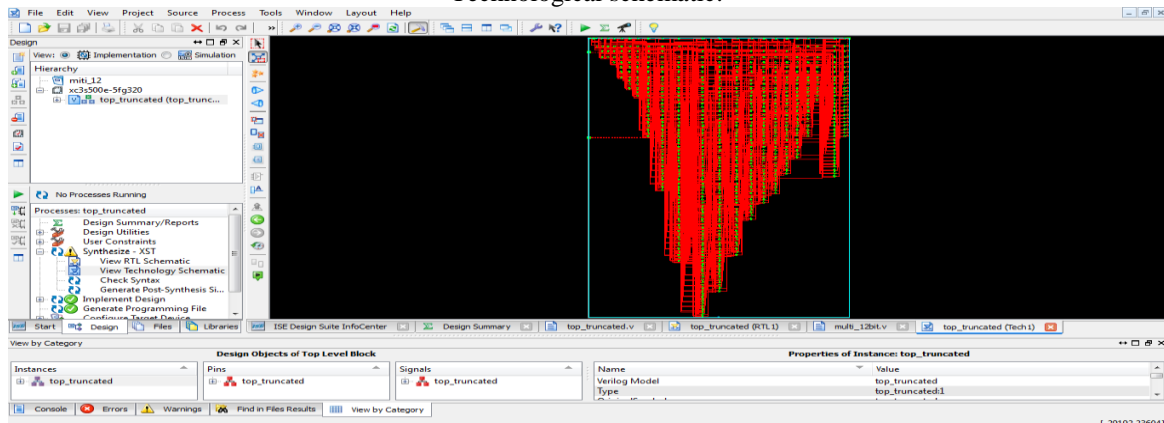 Technological schematic:
File Edit View Project Source Process Tools Window Layout Help
Design
View: Implementation Simulation
Hierarchy
miti_12
xc3s500e-5fg320
top_truncated (top_trunc...
No Processes Running
Processes: top_truncated
Design Summary/Reports
Design Utilities
User Constraints
Synthesize - XST
View RTL Schematic
View Technology Schematic
Check Syntax
Generate Post-Synthesis Si...
Implement Design
Generate Programming File
Configure Target Device
Start Design Files Libraries
ISE Design Suite InfoCenter Design Summary top_truncated.v top_truncated (RTL1) multi_12bit.v top_truncated (Tech1)
View by Category
Design Objects of Top Level Block Properties of Instance: top_truncated
Instances Pins Signals Name Value
top_truncated top_truncated top_truncated Verilog Model top_truncated
Type top_truncated:1
Console Errors Warnings Find in Files Results View by Category